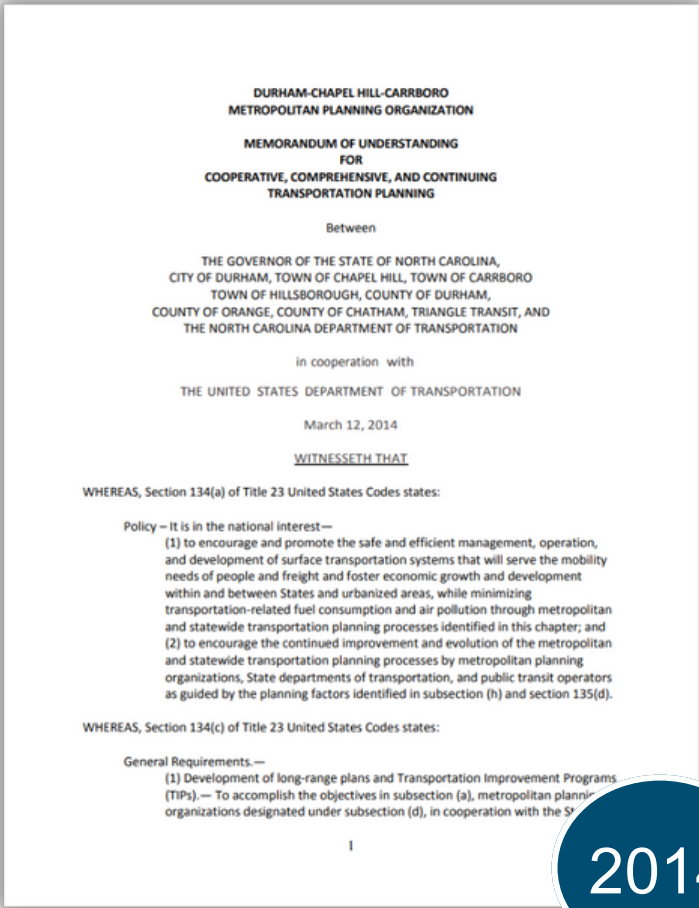 DURHAM-CHAPEL HILL-CARRBORO
METROPOLITAN PLANNING ORGANIZATION
MEMORANDUM OF UNDERSTANDING
FOR
COOPERATIVE, COMPREHENSIVE, AND CONTINUING
TRANSPORTATION PLANNING
Between
THE GOVERNOR OF THE STATE OF NORTH CAROLINA,
CITY OF DURHAM, TOWN OF CHAPEL HILL, TOWN OF CARRBORO
TOWN OF HILLSBOROUGH, COUNTY OF DURHAM,
COUNTY OF ORANGE, COUNTY OF CHATHAM, TRIANGLE TRANSIT, AND
THE NORTH CAROLINA DEPARTMENT OF TRANSPORTATION
in cooperation with
THE UNITED STATES DEPARTMENT OF TRANSPORTATION
March 12, 2014
WITNESSETH THAT
WHEREAS, Section 134(a) of Title 23 United States Codes states:
Policy – It is in the national interest—
(1) to encourage and promote the safe and efficient management, operation,
and development of surface transportation systems that will serve the mobility
needs of people and freight and foster economic growth and development
within and between States and urbanized areas, while minimizing
transportation-related fuel consumption and air pollution through metropolitan
and statewide transportation planning processes identified in this chapter; and
(2) to encourage the continued improvement and evolution of the metropolitan
and statewide transportation planning processes by metropolitan planning
organizations, State departments of transportation, and public transit operators
as guided by the planning factors identified in subsection (h) and section 135(d).
WHEREAS, Section 134(c) of Title 23 United States Codes states:
General Requirements.—
(1) Development of long-range plans and Transportation Improvement Programs
(TIPs).— To accomplish the objectives in subsection (a), metropolitan
organizations designated under subsection (d), in cooperation with the
1
2014